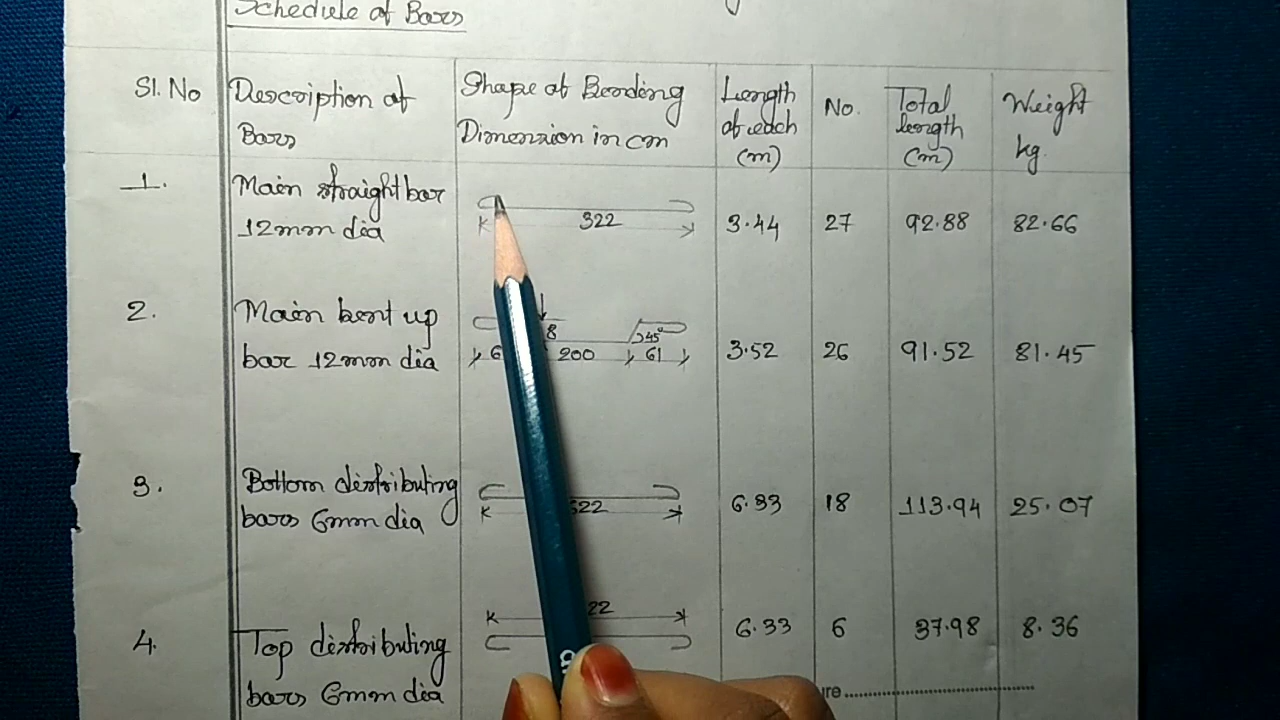 Schedule of Bars
Sl. No Description of Bars Shape of Bending Dimension in cm Length of each (m) No. Total length (m) Weight kg.
1. Main straight bar 12mm dia 322 3.44 27 92.88 82.66
2. Main bent up bar 12mm dia 8 45° 200 61 3.52 26 91.52 81.45
3. Bottom distributing bars 6mm dia 6.33 18 113.94 25.07
4. Top distributing bars 6mm dia 22 6.33 6 37.98 8.36